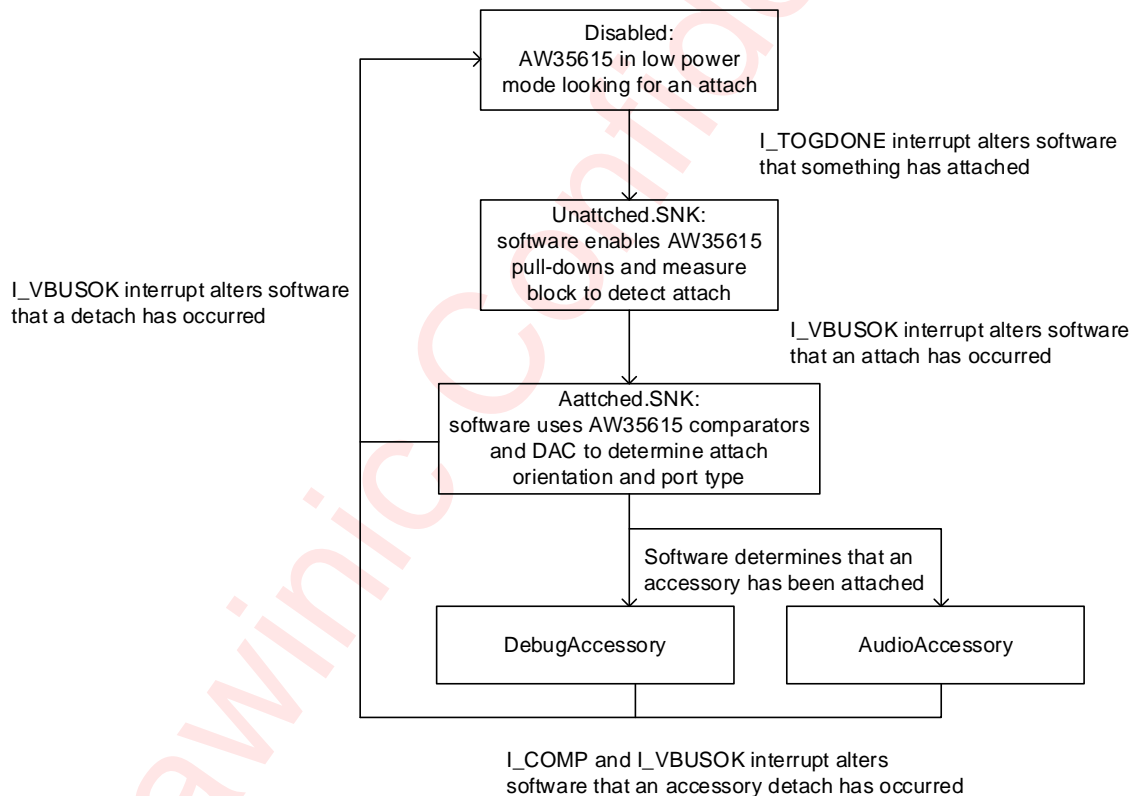 Disabled:
AW35615 in low power
mode looking for an attach
I_TOGDONE interrupt alters software
that something has attached
Unattched.SNK:
software enables AW35615
pull-downs and measure
block to detect attach
I_VBUSOK interrupt alters software
that a detach has occurred
I_VBUSOK interrupt alters software
that an attach has occurred
Aattched.SNK:
software uses AW35615 comparators
and DAC to determine attach
orientation and port type
Software determines that an
accessory has been attached
DebugAccessory
AudioAccessory
I_COMP and I_VBUSOK interrupt alters
software that an accessory detach has occurred
awinic Confid